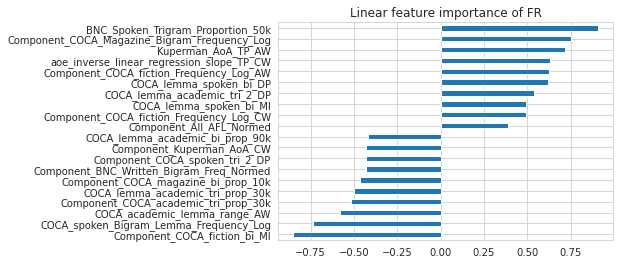 Linear feature importance of FR
BNC_Spoken_Trigram_Proportion_50k
Component_COCA_Magazine_Bigram_Frequency_Log
Kuperman_AoA_TP_AW
aoe_inverse_linear_regression_slope_TP_CW
Component_COCA_fiction_Frequency_Log_AW
COCA_lemma_spoken_bi_DP
COCA_lemma_academic_tri_2_DP
COCA_lemma_spoken_bi_MI
Component_COCA_fiction_Frequency_Log_CW
Component_All_AFL_Normed
COCA_lemma_academic_bi_prop_90k
Component_Kuperman_AoA_CW
Component_COCA_spoken_tri_2_DP
Component_BNC_Written_Bigram_Freq_Normed
Component_COCA_magazine_bi_prop_10k
COCA_lemma_academic_tri_prop_30k
Component_COCA_academic_tri_prop_30k
COCA_academic_lemma_range_AW
COCA_spoken_Bigram_Lemma_Frequency_Log
Component_COCA_fiction_bi_MI
−0.75 −0.50 −0.25 0.00 0.25 0.50 0.75